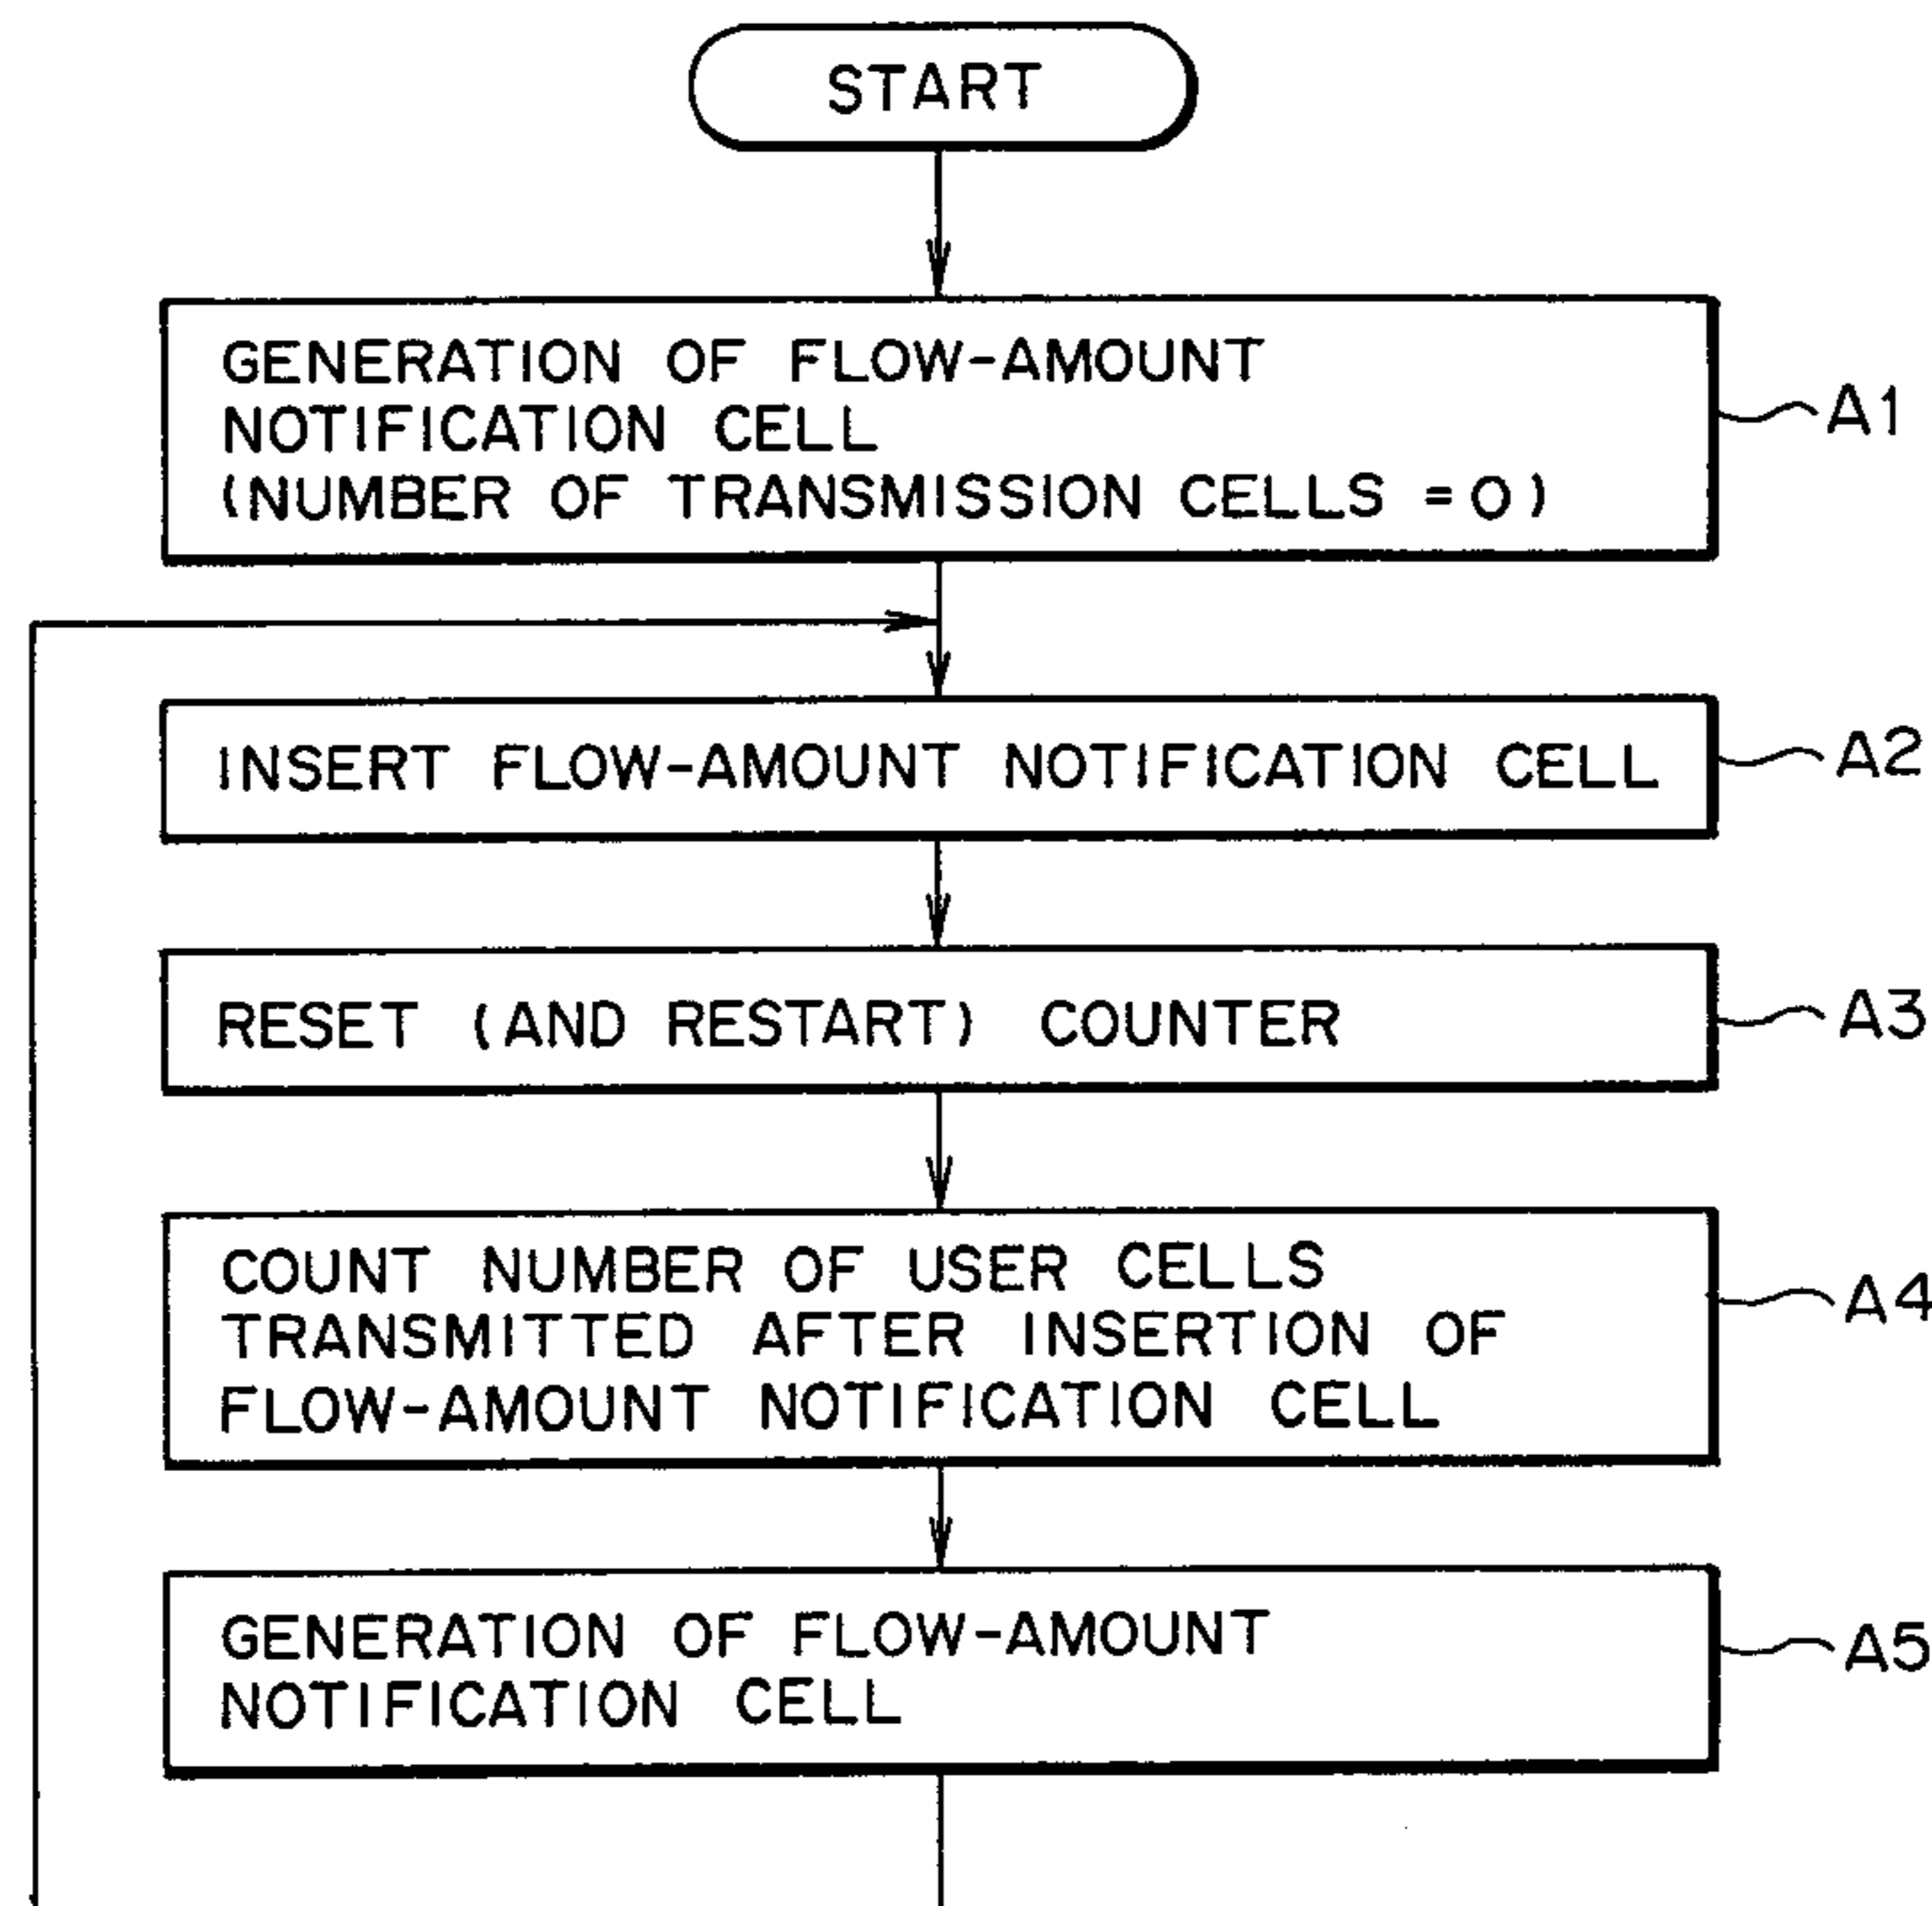 START
GENERATION OF FLOW-AMOUNT
NOTIFICATION CELL
(NUMBER OF TRANSMISSION CELLS = 0)
A1
INSERT FLOW-AMOUNT NOTIFICATION CELL
A2
RESET (AND RESTART) COUNTER
A3
COUNT NUMBER OF USER CELLS
TRANSMITTED AFTER INSERTION OF
FLOW-AMOUNT NOTIFICATION CELL
A4
GENERATION OF FLOW-AMOUNT
NOTIFICATION CELL
A5